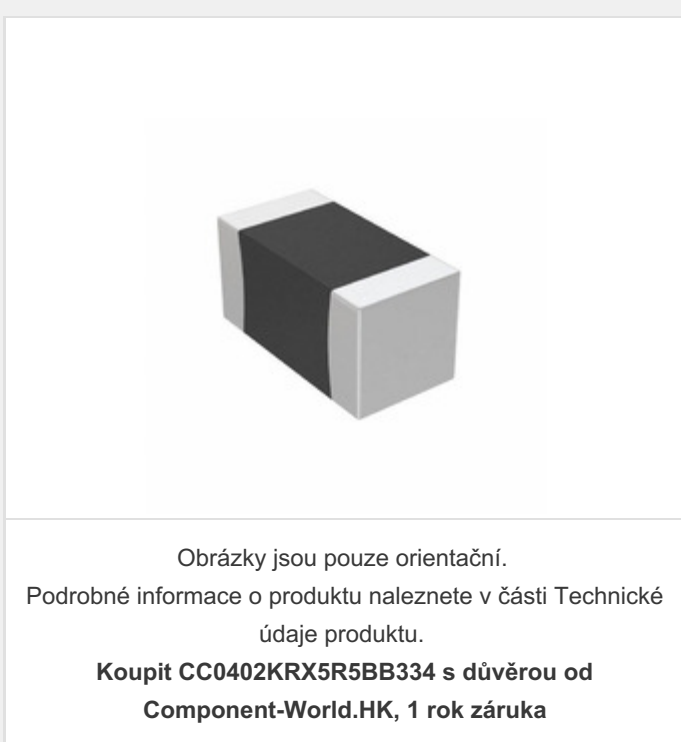 Obrázky jsou pouze orientační.
Podrobné informace o produktu naleznete v části Technické
údaje produktu.
Koupit CC0402KRX5R5BB334 s důvěrou od
Component-World.HK, 1 rok záruka